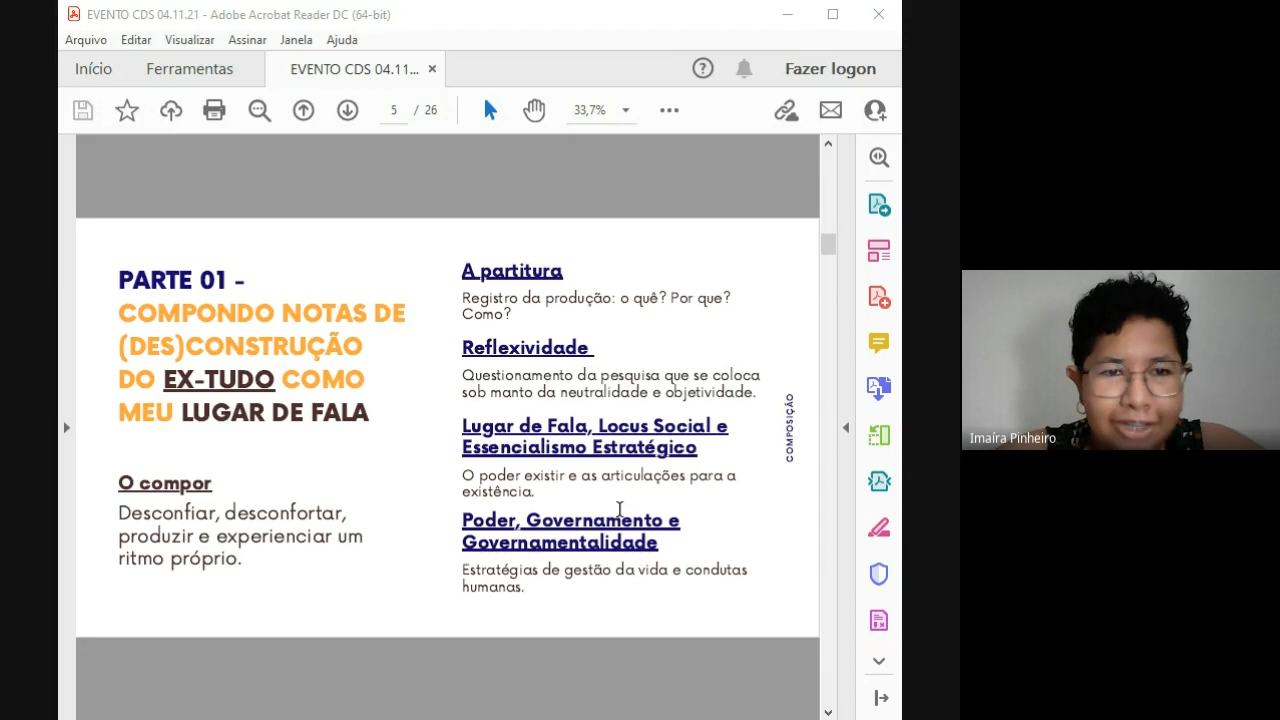 EVENTO CDS 04.11.21 - Adobe Acrobat Reader DC (64-bit)
Arquivo Editar Visualizar Assinar Janela Ajuda
Início Ferramentas EVENTO CDS 04.11... × Fazer logon
5 / 26 33,7%
PARTE 01 -
COMPONDO NOTAS DE
(DES)CONSTRUÇÃO
DO EX-TUDO COMO
MEU LUGAR DE FALA
O compor
Desconfiar, desconfortar,
produzir e experienciar um
ritmo próprio.
A partitura
Registro da produção: o quê? Por que?
Como?
Reflexividade
Questionamento da pesquisa que se coloca
sob manto da neutralidade e objetividade.
Lugar de Fala, Locus Social e
Essencialismo Estratégico
O poder existir e as articulações para a
existência.
Poder, Governamento e
Governamentalidade
Estratégias de gestão da vida e condutas
humanas.
COMPOSIÇÃO
Imaíra Pinheiro